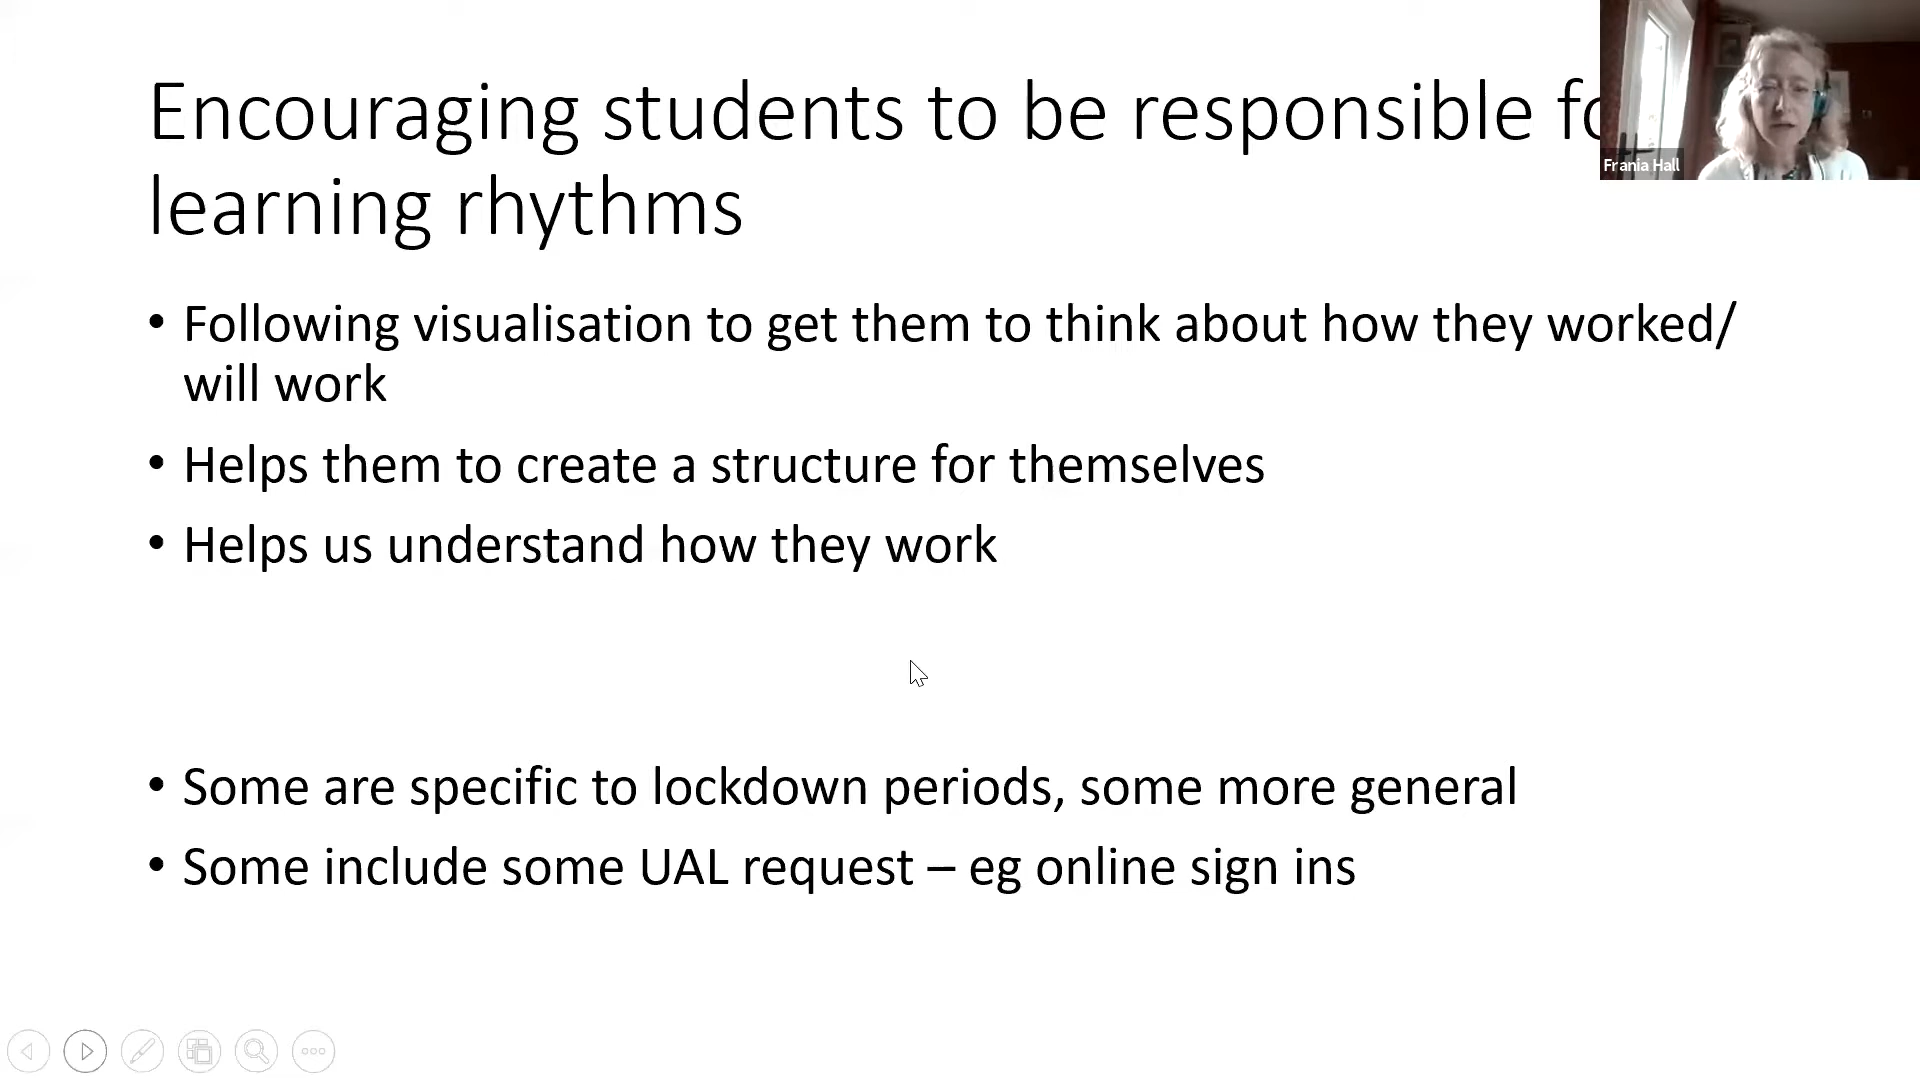 Encouraging students to be responsible
learning rhythms
• Following visualisation to get them to think about how they worked/
will work
• Helps them to create a structure for themselves
• Helps us understand how they work
• Some are specific to lockdown periods, some more general
• Some include some UAL request – eg online sign ins
Frania Hall